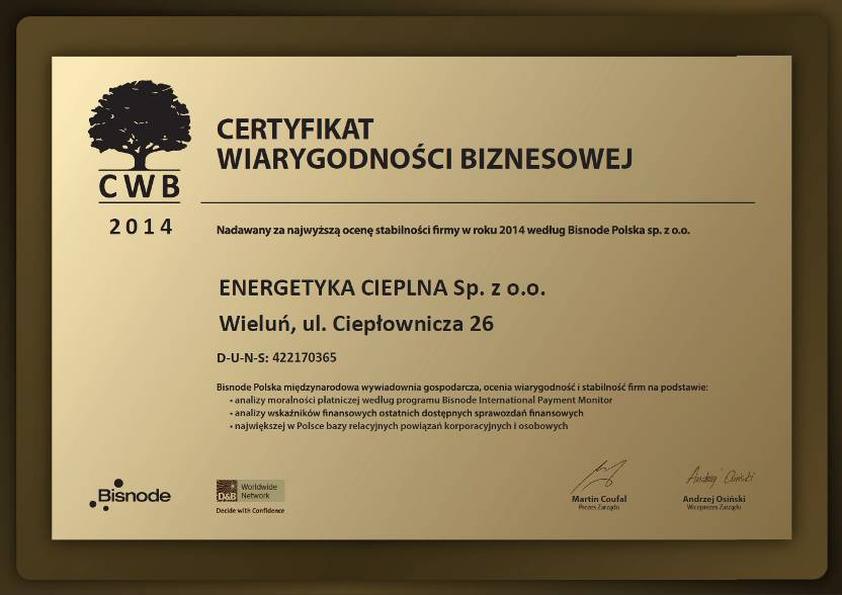 CWB
2014
CERTYFIKAT
WIARYGODNOŚCI BIZNESOWEJ
Nadawany za najwyższą ocenę stabilności firmy w roku 2014 według Bisnode Polska sp. z o.o.
ENERGETYKA CIEPLNA Sp. z o.o.
Wieluń, ul. Ciepłownicza 26
D-U-N-S: 422170365
Bisnode Polska międzynarodowa wywiadownia gospodarcza, ocenia wiarygodność i stabilność firm na podstawie:
• analizy moralności płatniczej według programu Bisnode International Payment Monitor
• analizy wskaźników finansowych ostatnich dostępnych sprawozdań finansowych
• największej w Polsce bazy relacyjnych powiązań korporacyjnych i osobowych
Bisnode
D&B Worldwide
Network
Decide with Confidence
Andrzej Osiński
Martin Coufal
Prezes Zarządu
Andrzej Osiński
Wiceprezes Zarządu